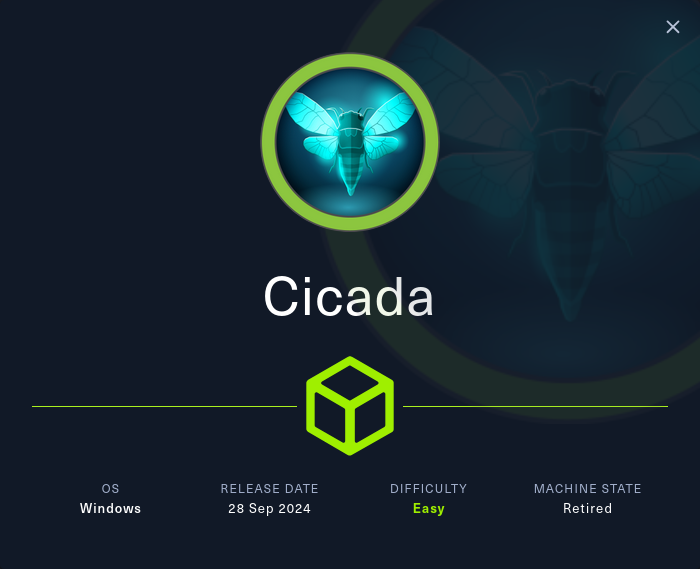 Cicada
OS
Windows
RELEASE DATE
28 Sep 2024
DIFFICULTY
Easy
MACHINE STATE
Retired